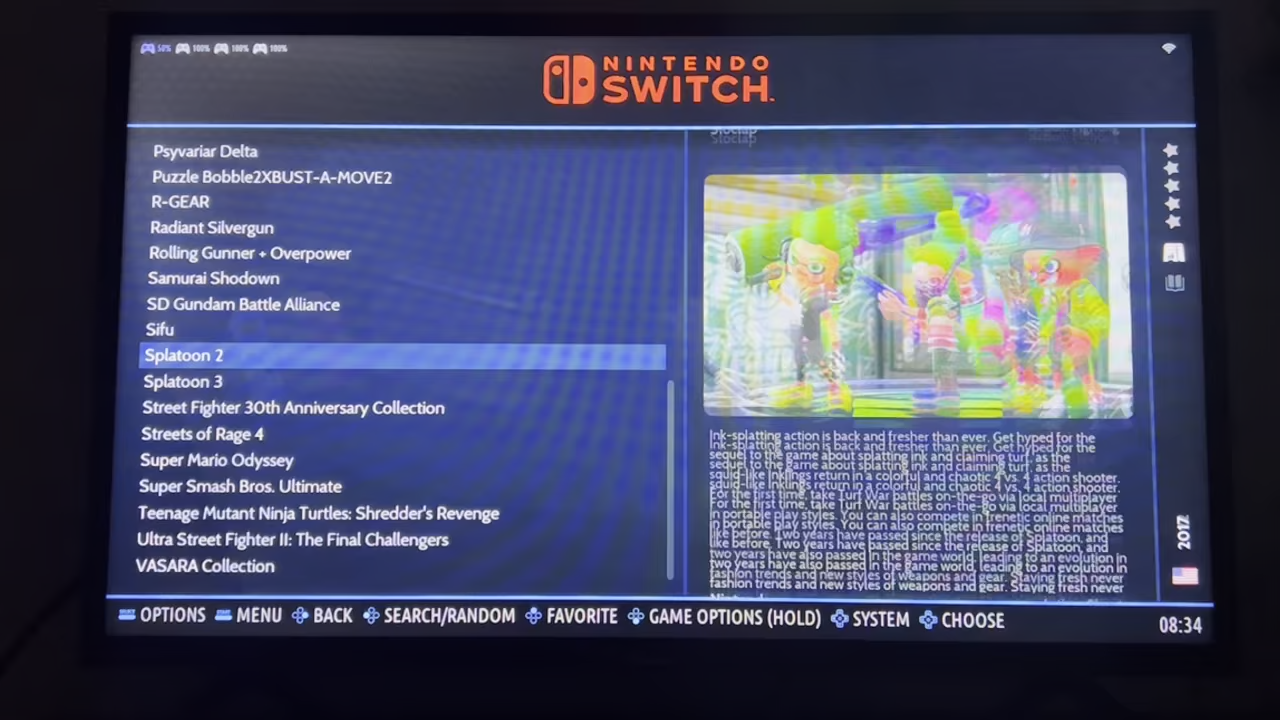 50% 100% 100% 100%
NINTENDO
SWITCH
Psyvariar Delta
Puzzle Bobble2XBUST-A-MOVE2
R-GEAR
Radiant Silvergun
Rolling Gunner + Overpower
Samurai Shodown
SD Gundam Battle Alliance
Sifu
Splatoon 2
Splatoon 3
Street Fighter 30th Anniversary Collection
Streets of Rage 4
Super Mario Odyssey
Super Smash Bros. Ultimate
Teenage Mutant Ninja Turtles: Shredder's Revenge
Ultra Street Fighter II: The Final Challengers
VASARA Collection
Sloclap
Ink-splatting action is back and fresher than ever. Get hyped for the
sequel to the game about splatting ink and claiming turf, as the
squid-like Inklings return in a colorful and chaotic 4 vs. 4 action shooter.
For the first time, take Turf War battles on-the-go via local multiplayer
in portable play styles. You can also compete in frenetic online matches
like before. Two years have passed since the release of Splatoon, and
two years have also passed in the game world, leading to an evolution in
fashion trends and new styles of weapons and gear. Staying fresh never
2017
OPTIONS MENU BACK SEARCH/RANDOM FAVORITE GAME OPTIONS (HOLD) SYSTEM CHOOSE
08:34